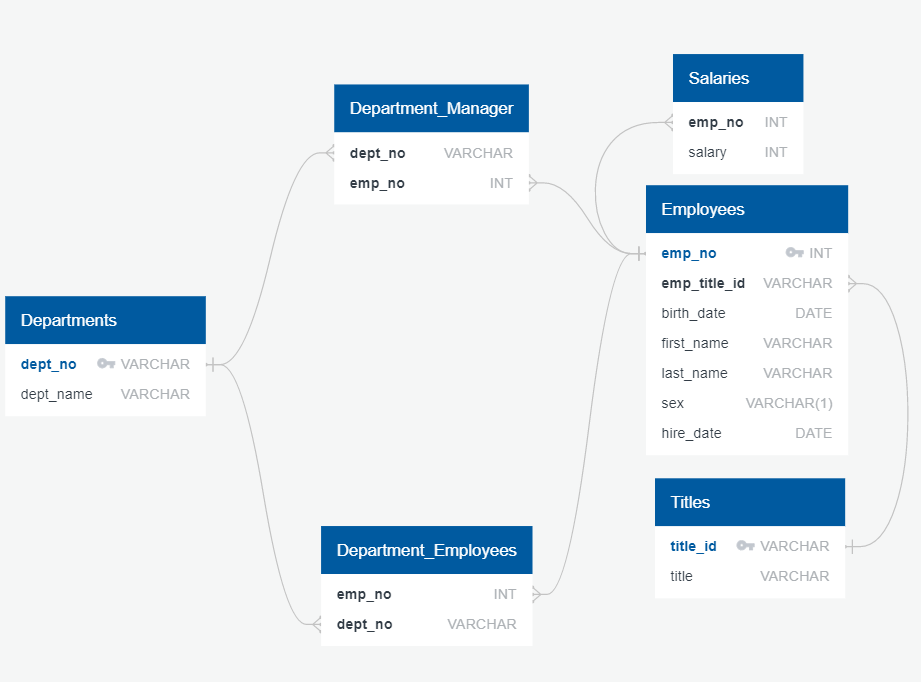 Departments
dept_no VARCHAR
dept_name VARCHAR
Department_Manager
dept_no VARCHAR
emp_no INT
Department_Employees
emp_no INT
dept_no VARCHAR
Salaries
emp_no INT
salary INT
Employees
emp_no INT
emp_title_id VARCHAR
birth_date DATE
first_name VARCHAR
last_name VARCHAR
sex VARCHAR(1)
hire_date DATE
Titles
title_id VARCHAR
title VARCHAR